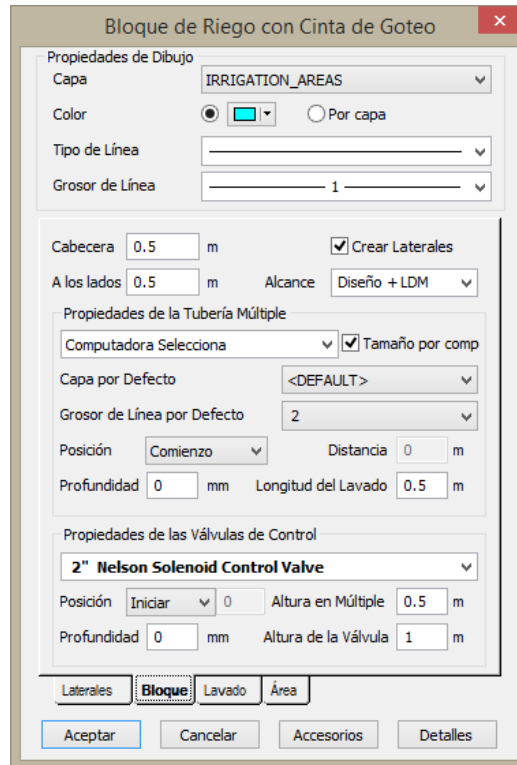 Bloque de Riego con Cinta de Goteo
Propiedades de Dibujo
Capa IRRIGATION_AREAS
Color Por capa
Tipo de Línea
Grosor de Línea 1
Cabecera 0.5 m Crear Laterales
A los lados 0.5 m Alcance Diseño + LDM
Propiedades de la Tubería Múltiple
Computadora Selecciona Tamaño por comp
Capa por Defecto <DEFAULT>
Grosor de Línea por Defecto 2
Posición Comienzo Distancia 0 m
Profundidad 0 mm Longitud del Lavado 0.5 m
Propiedades de las Válvulas de Control
2" Nelson Solenoid Control Valve
Posición Iniciar 0 Altura en Múltiple 0.5 m
Profundidad 0 mm Altura de la Válvula 1 m
Laterales Bloque Lavado Área
Aceptar Cancelar Accesorios Detalles